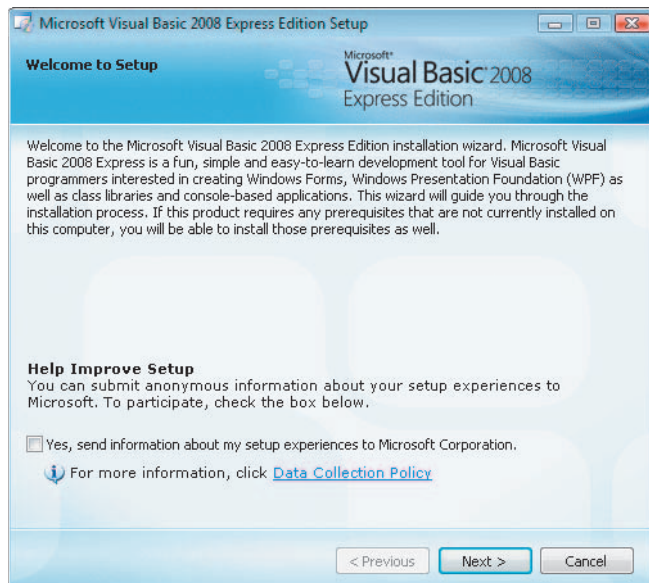 Microsoft Visual Basic 2008 Express Edition Setup
Welcome to Setup
Microsoft®
Visual Basic® 2008
Express Edition
Welcome to the Microsoft Visual Basic 2008 Express Edition installation wizard. Microsoft Visual
Basic 2008 Express is a fun, simple and easy-to-learn development tool for Visual Basic
programmers interested in creating Windows Forms, Windows Presentation Foundation (WPF) as
well as class libraries and console-based applications. This wizard will guide you through the
installation process. If this product requires any prerequisites that are not currently installed on
this computer, you will be able to install those prerequisites as well.
Help Improve Setup
You can submit anonymous information about your setup experiences to
Microsoft. To participate, check the box below.
Yes, send information about my setup experiences to Microsoft Corporation.
For more information, click Data Collection Policy
< Previous
Next >
Cancel